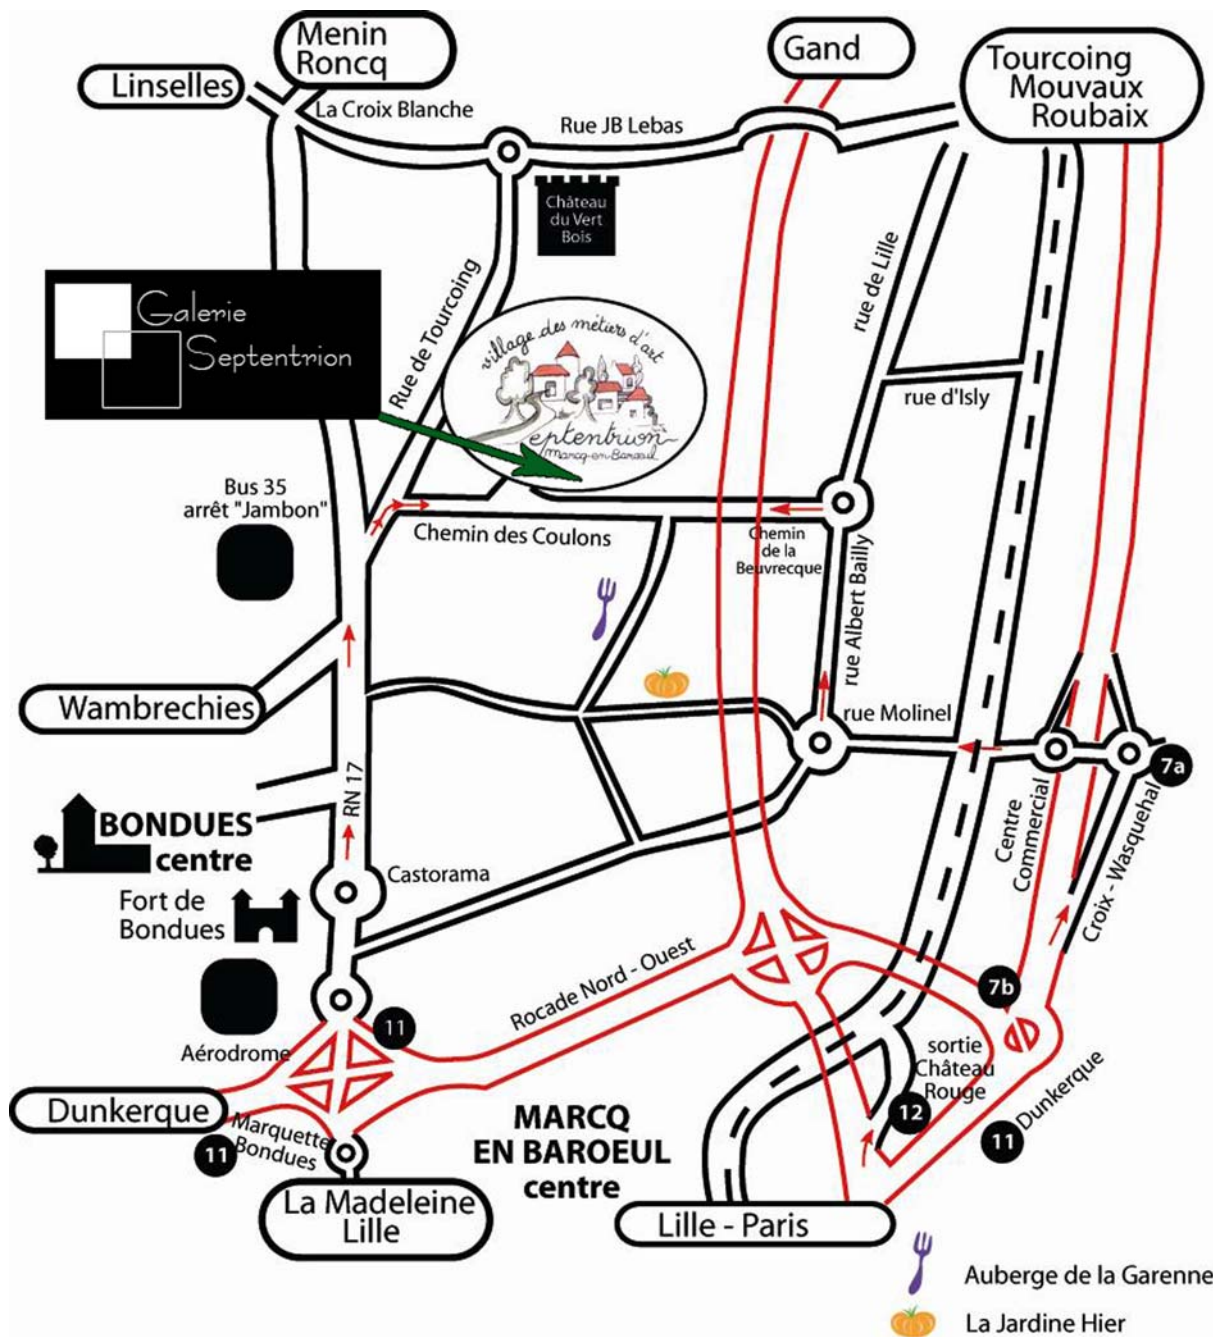 Menin
Roncq
Linselles
Gand
Tourcoing
Mouvaux
Roubaix
La Croix Blanche
Rue JB Lebas
Château
du Vert
Bois
rue de Lille
Galerie
Septentrion
Rue de Tourcoing
village des métiers d'art
Septentrion
Marcq-en-Baroeul
rue d'Isly
Bus 35
arrêt "Jambon"
Chemin des Coulons
Chemin
de la
Beuvrecque
rue Albert Bailly
Wambrechies
rue Molinel
7a
RN 17
BONDUES
centre
Centre
Commercial
Croix - Wasquehal
Castorama
Fort de
Bondues
Rocade Nord - Ouest
7b
11
Aérodrome
sortie
Château
Rouge
Dunkerque
12
Dunkerque
11
Marquette
Bondues
11
MARCQ
EN BAROEUL
centre
La Madeleine
Lille
Lille - Paris
Auberge de la Garenne
La Jardine Hier